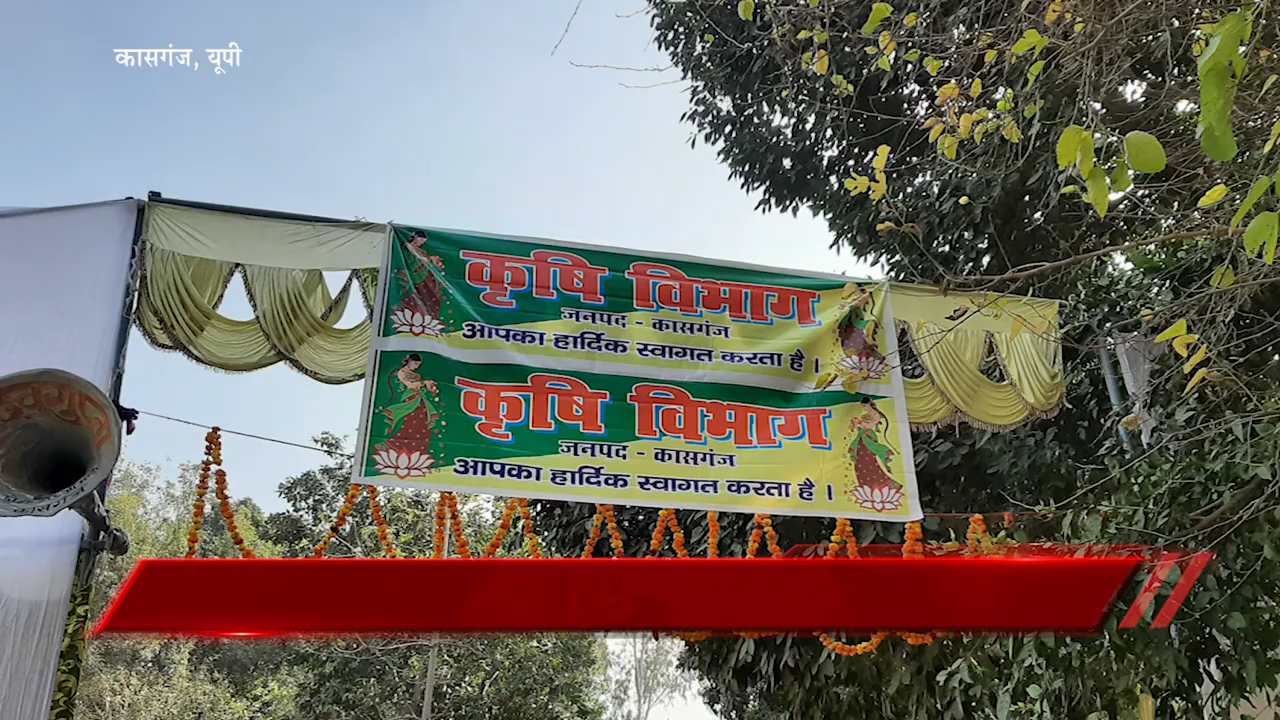 कासगंज, यूपी
कृषि विभाग
जनपद - कासगंज
आपका हार्दिक स्वागत करता है ।
कृषि विभाग
जनपद - कासगंज
आपका हार्दिक स्वागत करता है ।